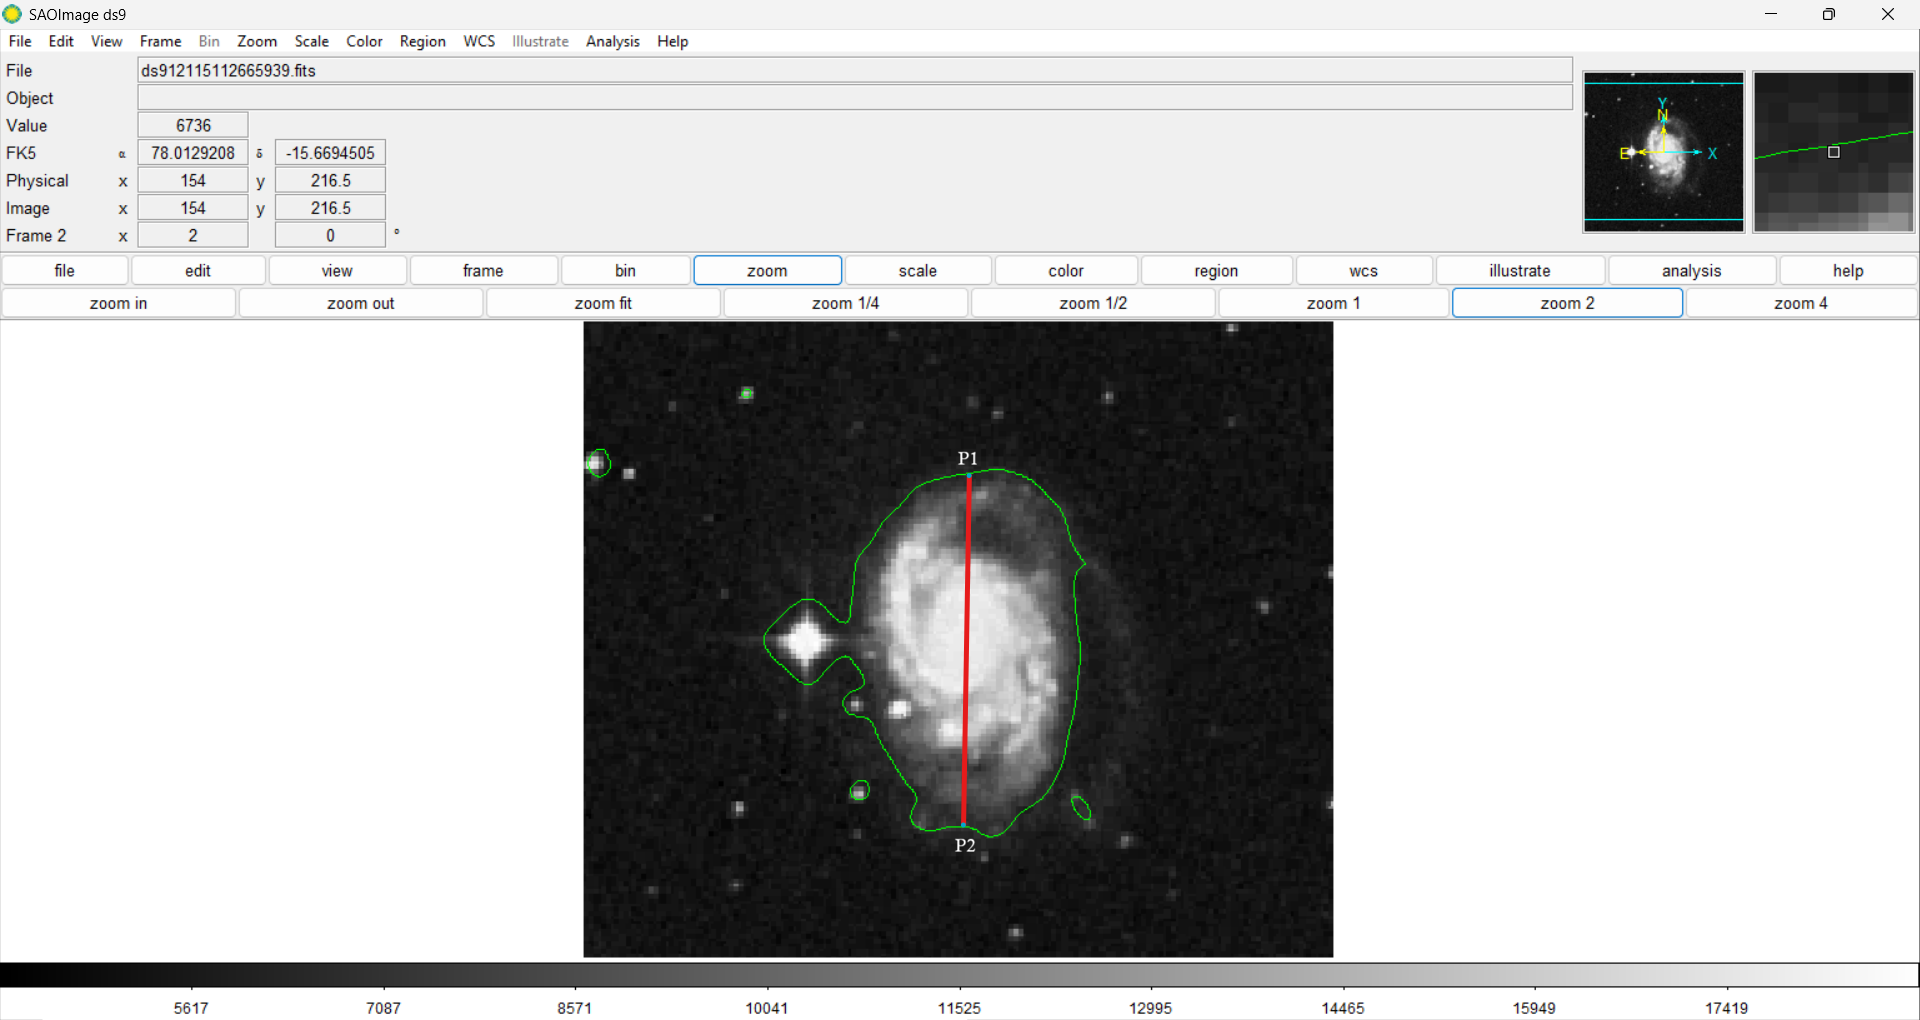 SAOImage ds9
File Edit View Frame Bin Zoom Scale Color Region WCS Illustrate Analysis Help
File ds912115112665939.fits
Object
Value 6736
FK5 α 78.0129208 δ -15.6694505
Physical x 154 y 216.5
Image x 154 y 216.5
Frame 2 x 2 0 °
Y
N
E X
file edit view frame bin zoom scale color region wcs illustrate analysis help
zoom in zoom out zoom fit zoom 1/4 zoom 1/2 zoom 1 zoom 2 zoom 4
P1
P2
5617 7087 8571 10041 11525 12995 14465 15949 17419